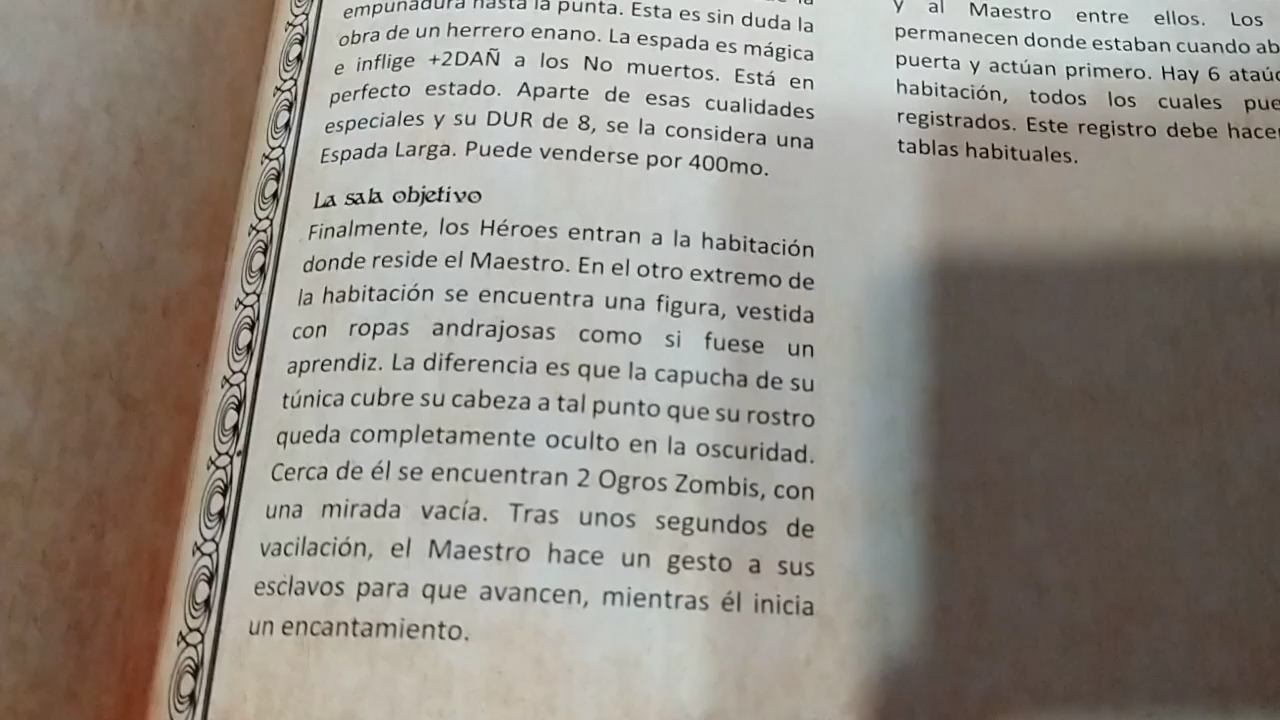 empuñadura hasta la punta. Esta es sin duda la
obra de un herrero enano. La espada es mágica
e inflige +2DAÑ a los No muertos. Está en
perfecto estado. Aparte de esas cualidades
especiales y su DUR de 8, se la considera una
Espada Larga. Puede venderse por 400mo.
La sala objetivo
Finalmente, los Héroes entran a la habitación
donde reside el Maestro. En el otro extremo de
la habitación se encuentra una figura, vestida
con ropas andrajosas como si fuese un
aprendiz. La diferencia es que la capucha de su
túnica cubre su cabeza a tal punto que su rostro
queda completamente oculto en la oscuridad.
Cerca de él se encuentran 2 Ogros Zombis, con
una mirada vacía. Tras unos segundos de
vacilación, el Maestro hace un gesto a sus
esclavos para que avancen, mientras él inicia
un encantamiento.
y al Maestro entre ellos. Los
permanecen donde estaban cuando ab
puerta y actúan primero. Hay 6 ataúd
habitación, todos los cuales pue
registrados. Este registro debe hacer
tablas habituales.